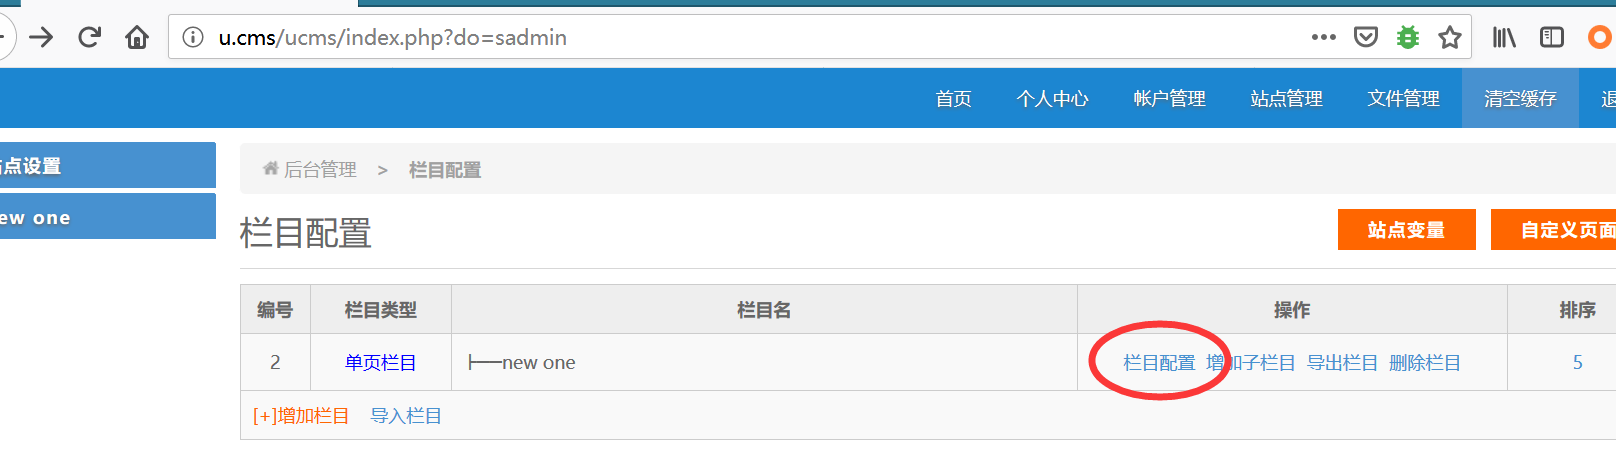 u.cms/ucms/index.php?do=sadmin
首页 个人中心 帐户管理 站点管理 文件管理 清空缓存
点设置
ew one
后台管理 > 栏目配置
栏目配置
站点变量 自定义页面
编号 栏目类型 栏目名 操作 排序
2 单页栏目 ├──new one 栏目配置 增加子栏目 导出栏目 删除栏目 5
[+]增加栏目 导入栏目